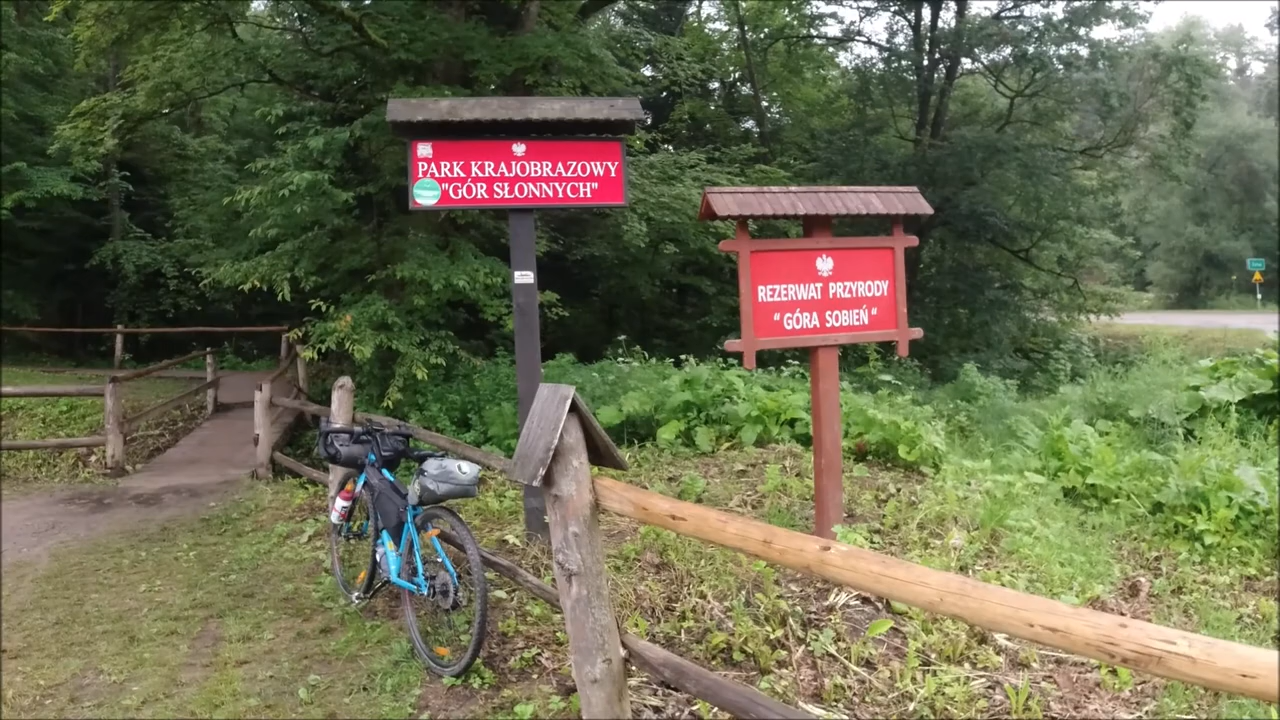 PARK KRAJOBRAZOWY
"GÓR SŁONNYCH"
REZERWAT PRZYRODY
“ GÓRA SOBIEŃ “